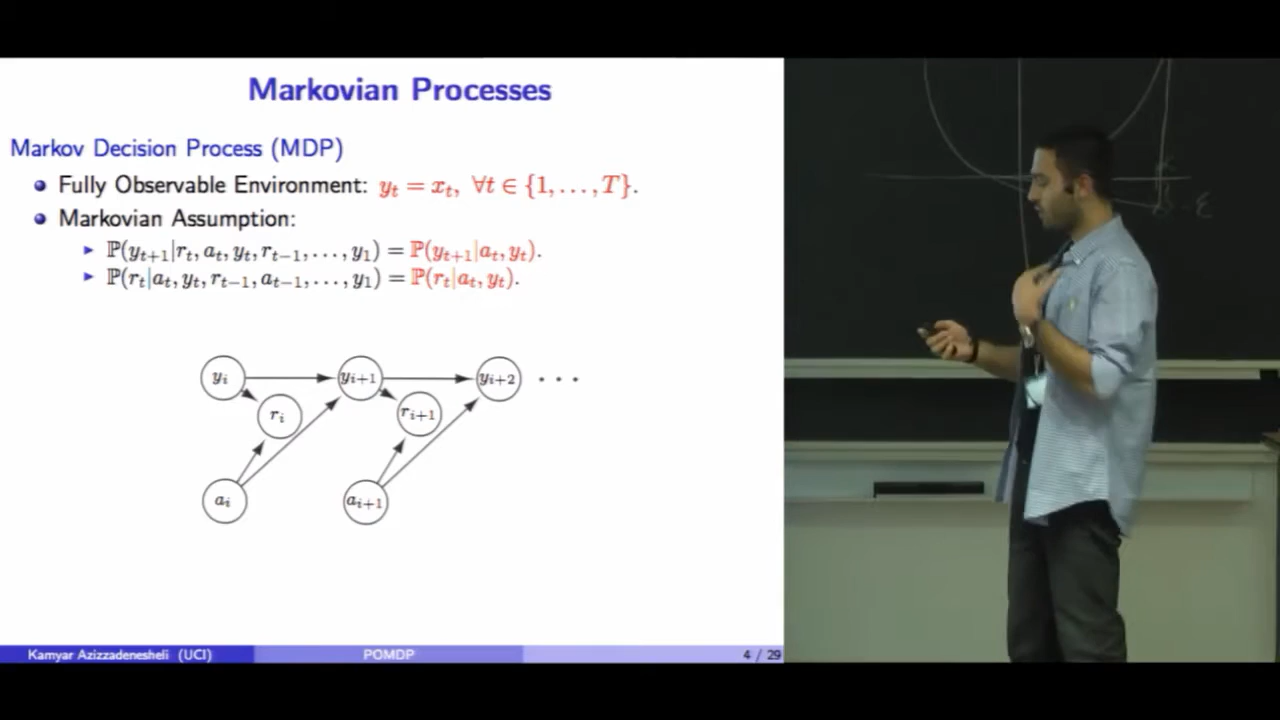 Markovian Processes
Markov Decision Process (MDP)
Fully Observable Environment: yₜ = xₜ, ∀t ∈ {1, . . . , T}.
Markovian Assumption:
ℙ(yₜ₊₁|rₜ, aₜ, yₜ, rₜ₋₁, . . . , y₁) = ℙ(yₜ₊₁|aₜ, yₜ).
ℙ(rₜ|aₜ, yₜ, rₜ₋₁, aₜ₋₁, . . . , y₁) = ℙ(rₜ|aₜ, yₜ).
yᵢ yᵢ₊₁ yᵢ₊₂ · · ·
rᵢ rᵢ₊₁
aᵢ aᵢ₊₁
Kamyar Azizzadenesheli (UCI) POMDP 4 / 29